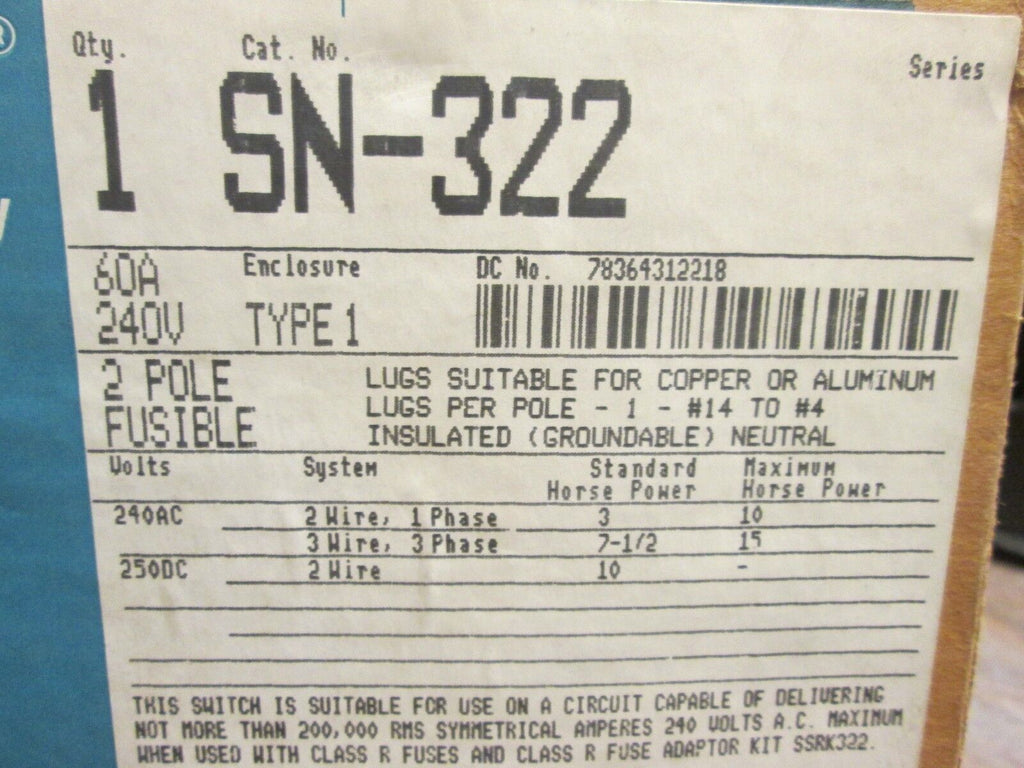 ®
Qty. Cat. No. Series
1 SN-322
60A Enclosure DC No. 78364312218
240V TYPE 1
2 POLE LUGS SUITABLE FOR COPPER OR ALUMINUM
FUSIBLE LUGS PER POLE - 1 - #14 TO #4
INSULATED (GROUNDABLE) NEUTRAL
Volts System Standard Horse Power Maximum Horse Power
240AC 2 Wire, 1 Phase 3 10
3 Wire, 3 Phase 7-1/2 15
250DC 2 Wire 10 -
THIS SWITCH IS SUITABLE FOR USE ON A CIRCUIT CAPABLE OF DELIVERING
NOT MORE THAN 200,000 RMS SYMMETRICAL AMPERES 240 VOLTS A.C. MAXIMUM
WHEN USED WITH CLASS R FUSES AND CLASS R FUSE ADAPTOR KIT SSRK322.